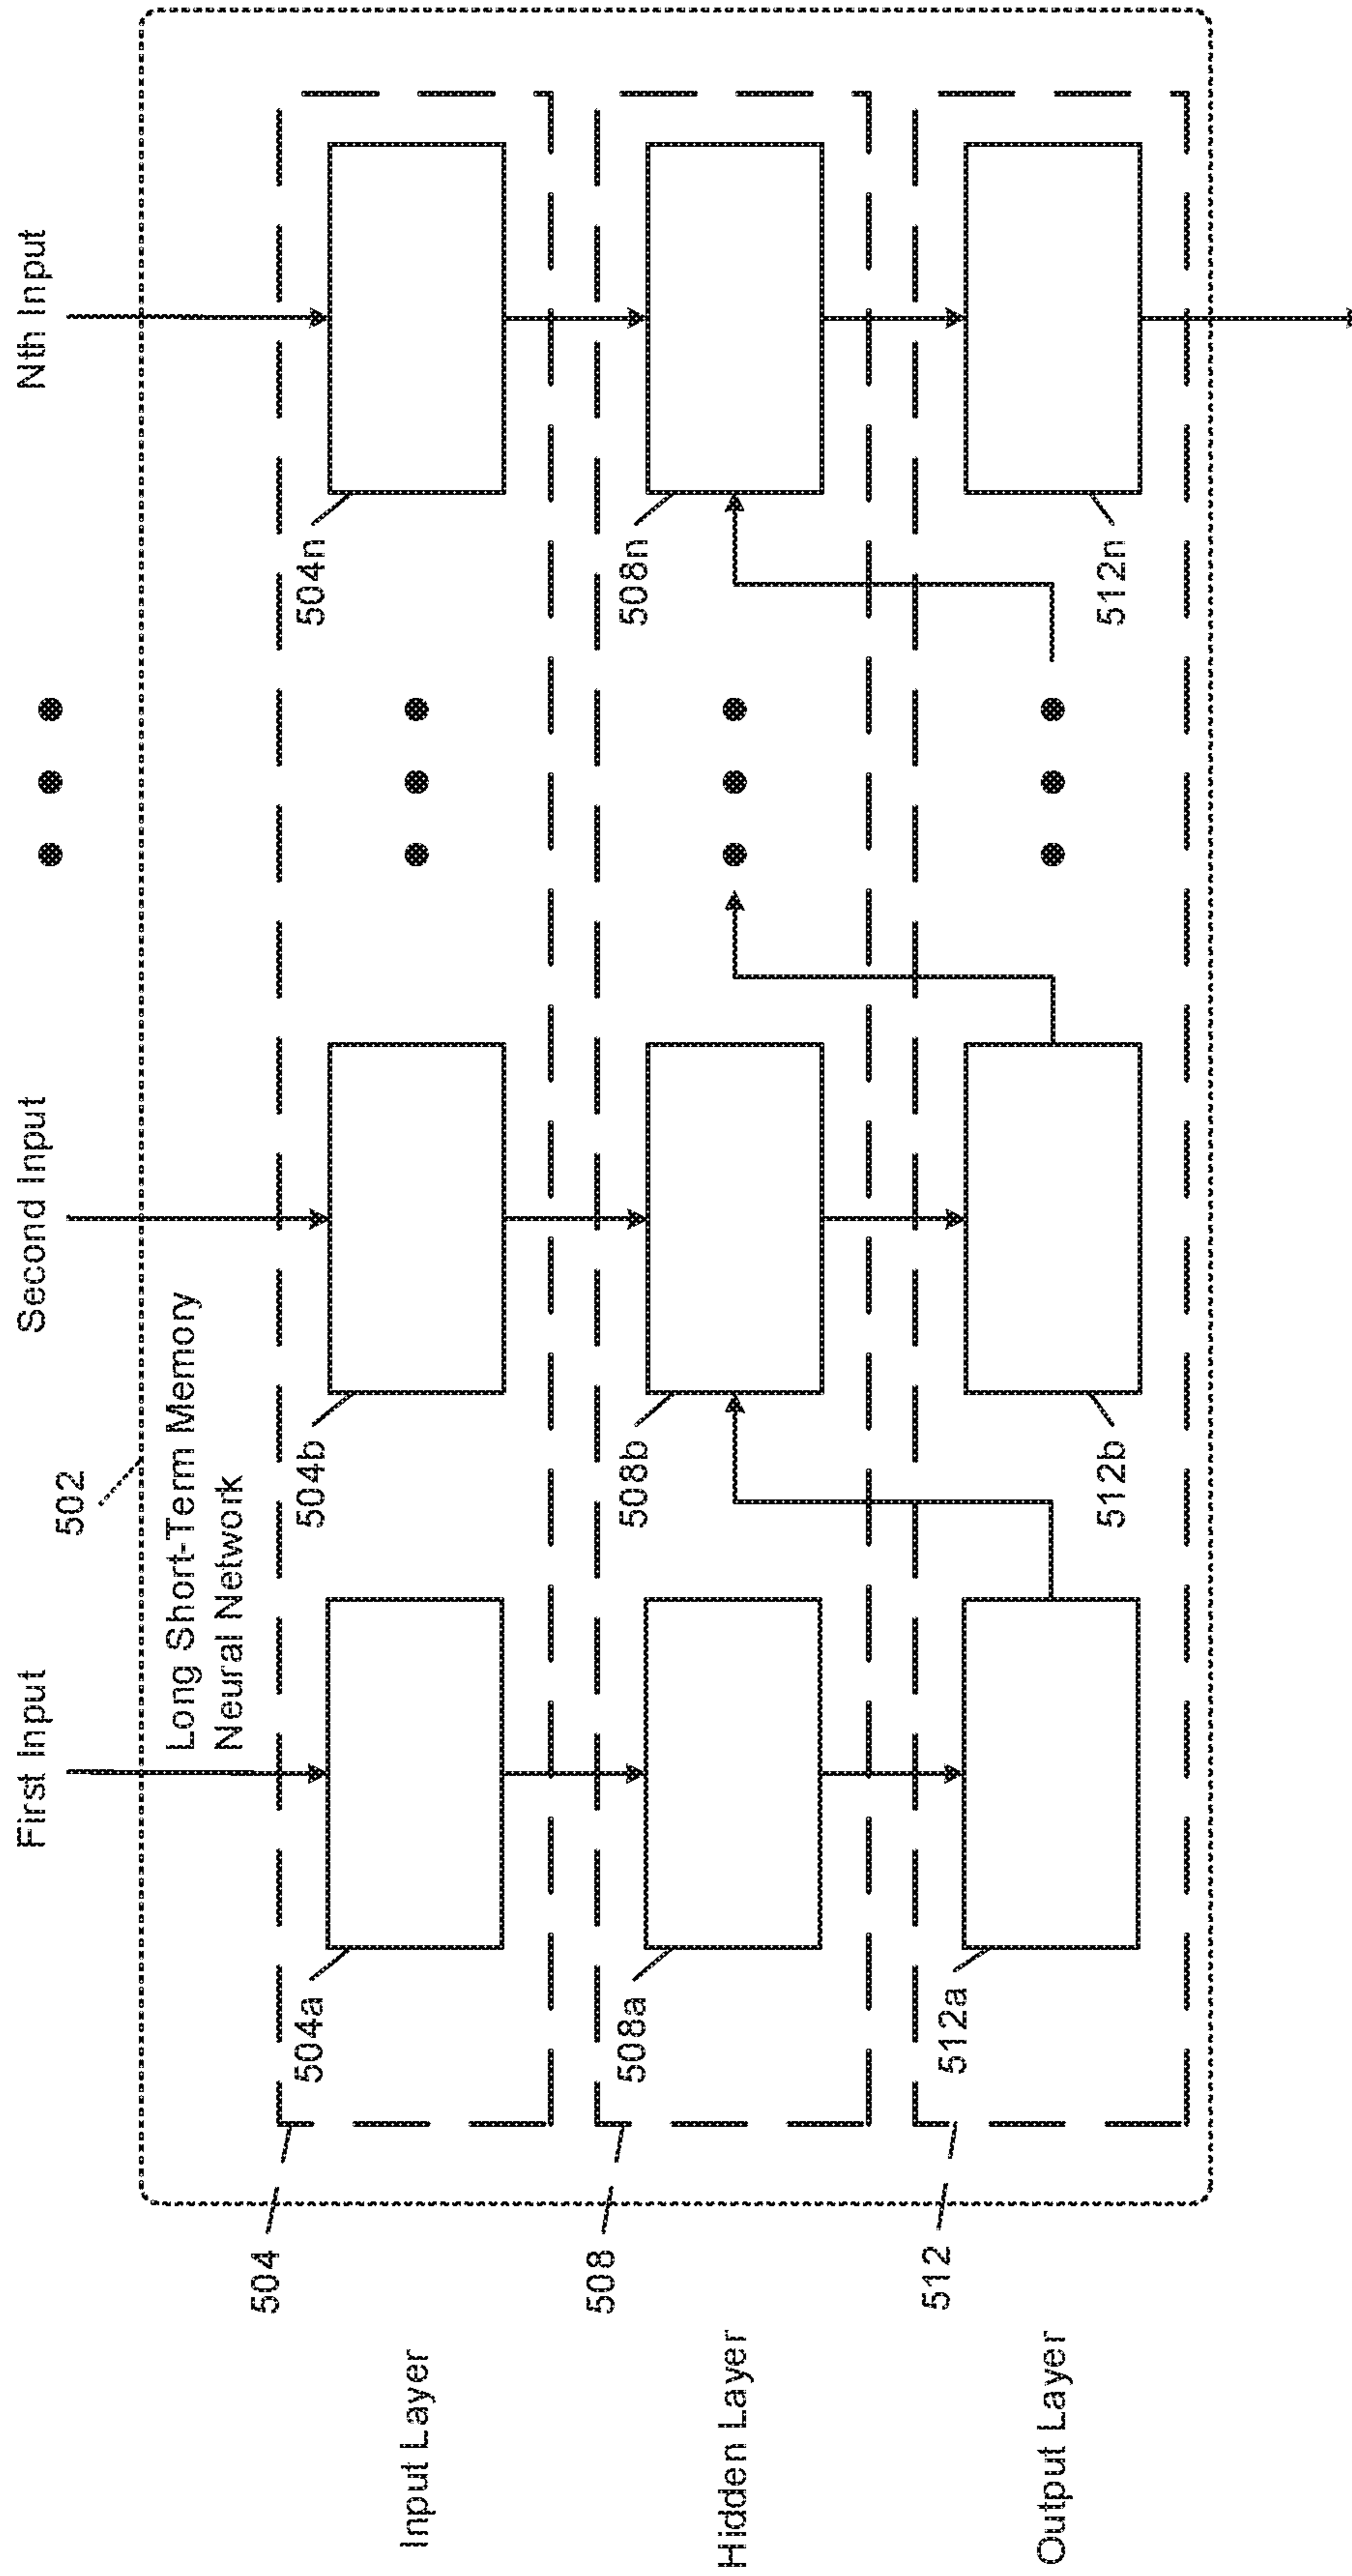 First Input
Second Input
Nth Input
502
Long Short-Term Memory
Neural Network
504
504a
504b
504n
Input Layer
508
508a
508b
508n
Hidden Layer
512
512a
512b
512n
Output Layer